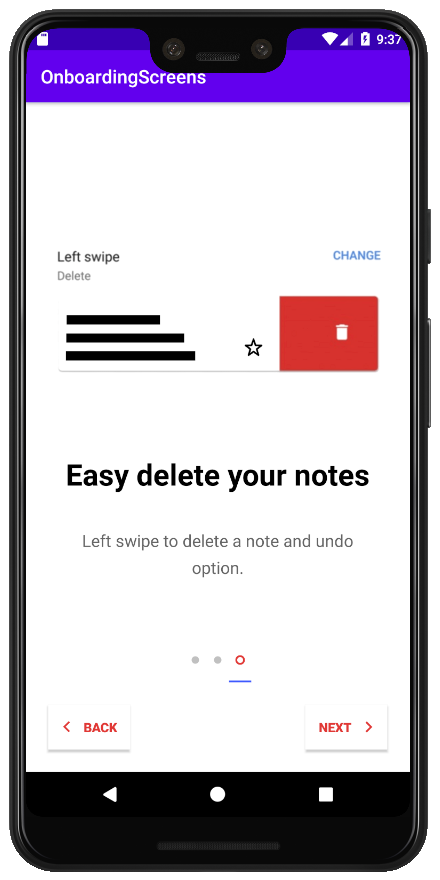 9:37
OnboardingScreens
Left swipe
CHANGE
Delete
Easy delete your notes
Left swipe to delete a note and undo
option.
BACK
NEXT